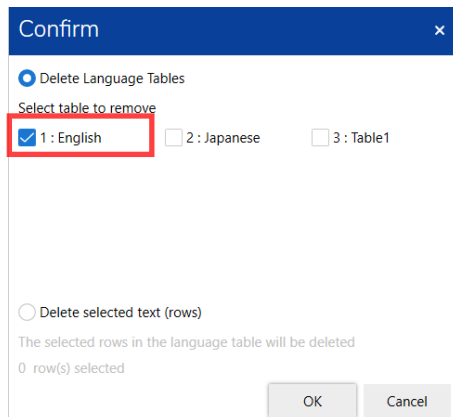 Confirm
Delete Language Tables
Select table to remove
1 : English 2 : Japanese 3 : Table1
Delete selected text (rows)
The selected rows in the language table will be deleted
0 row(s) selected
OK Cancel